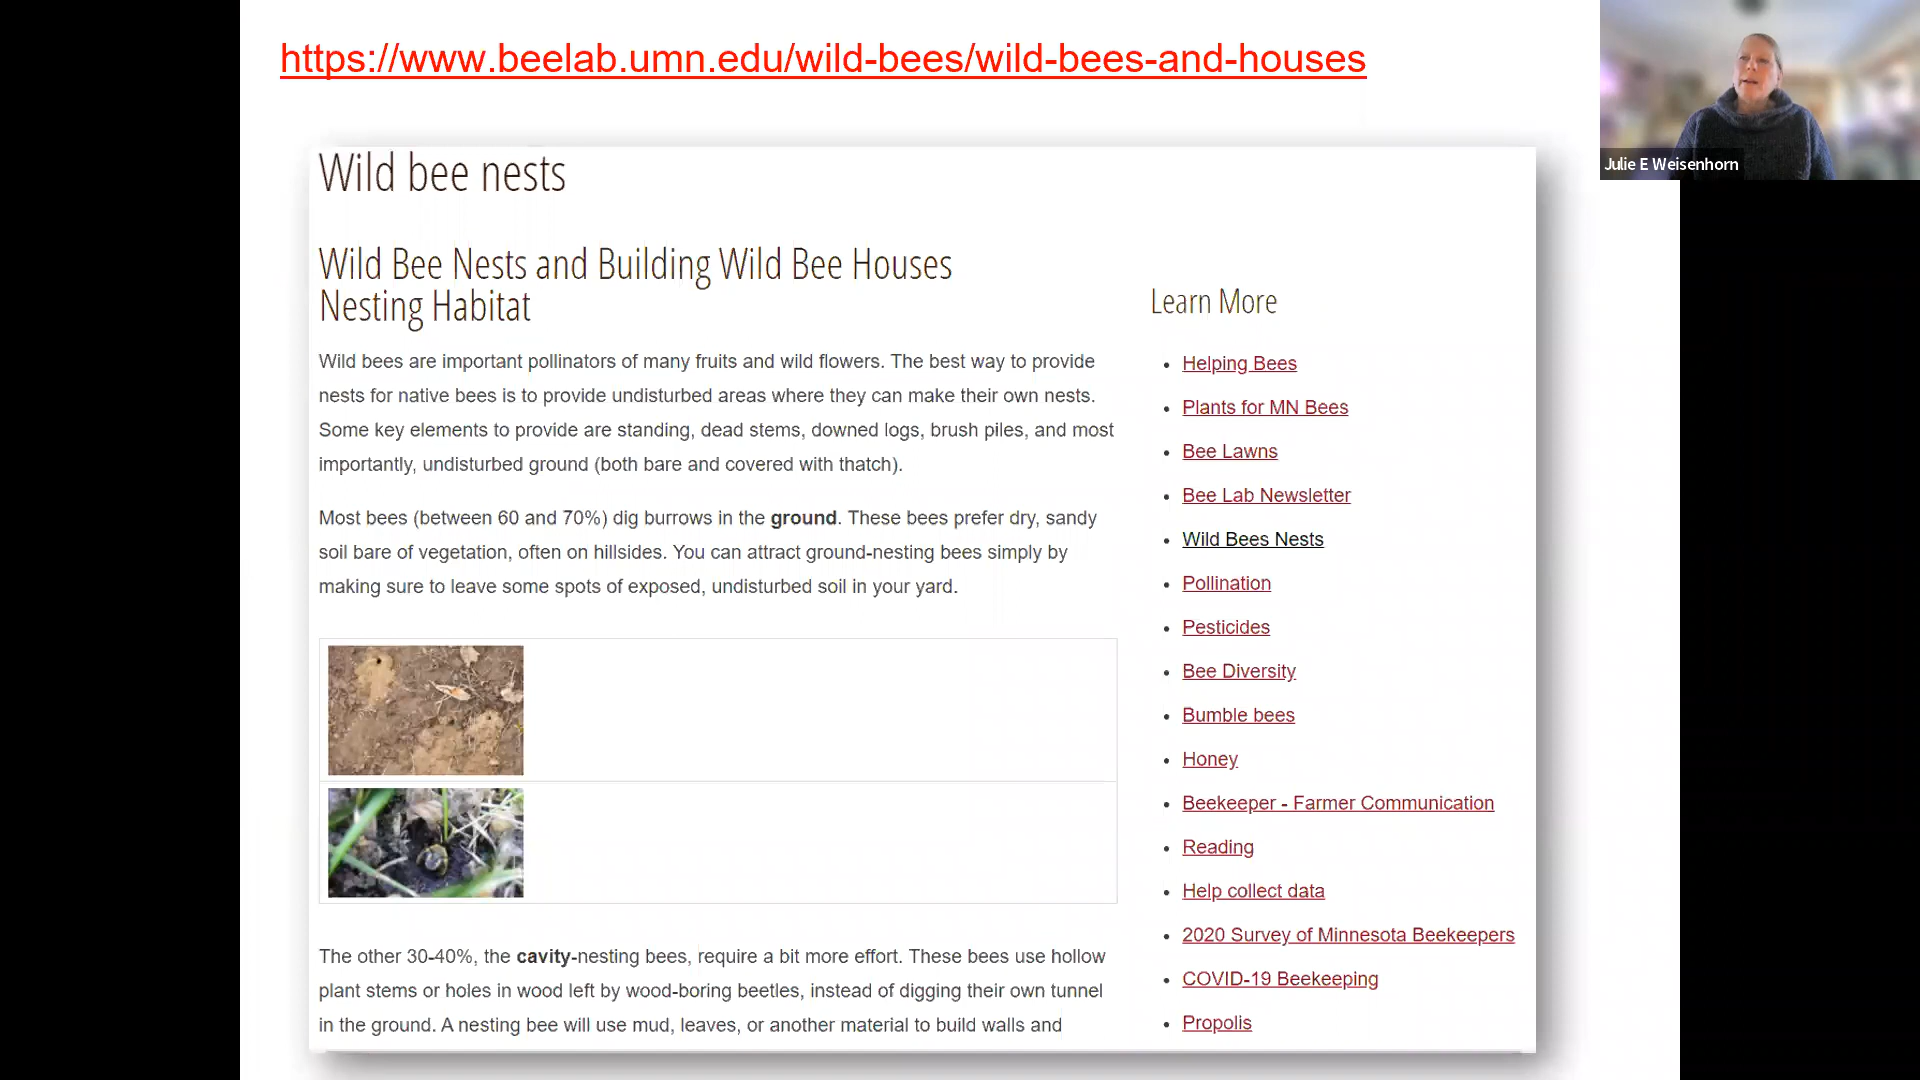 https://www.beelab.umn.edu/wild-bees/wild-bees-and-houses
Julie E Weisenhorn
Wild bee nests
Wild Bee Nests and Building Wild Bee Houses
Nesting Habitat
Wild bees are important pollinators of many fruits and wild flowers. The best way to provide
nests for native bees is to provide undisturbed areas where they can make their own nests.
Some key elements to provide are standing, dead stems, downed logs, brush piles, and most
importantly, undisturbed ground (both bare and covered with thatch).
Most bees (between 60 and 70%) dig burrows in the ground. These bees prefer dry, sandy
soil bare of vegetation, often on hillsides. You can attract ground-nesting bees simply by
making sure to leave some spots of exposed, undisturbed soil in your yard.
The other 30-40%, the cavity-nesting bees, require a bit more effort. These bees use hollow
plant stems or holes in wood left by wood-boring beetles, instead of digging their own tunnel
in the ground. A nesting bee will use mud, leaves, or another material to build walls and
Learn More
Helping Bees
Plants for MN Bees
Bee Lawns
Bee Lab Newsletter
Wild Bees Nests
Pollination
Pesticides
Bee Diversity
Bumble bees
Honey
Beekeeper - Farmer Communication
Reading
Help collect data
2020 Survey of Minnesota Beekeepers
COVID-19 Beekeeping
Propolis